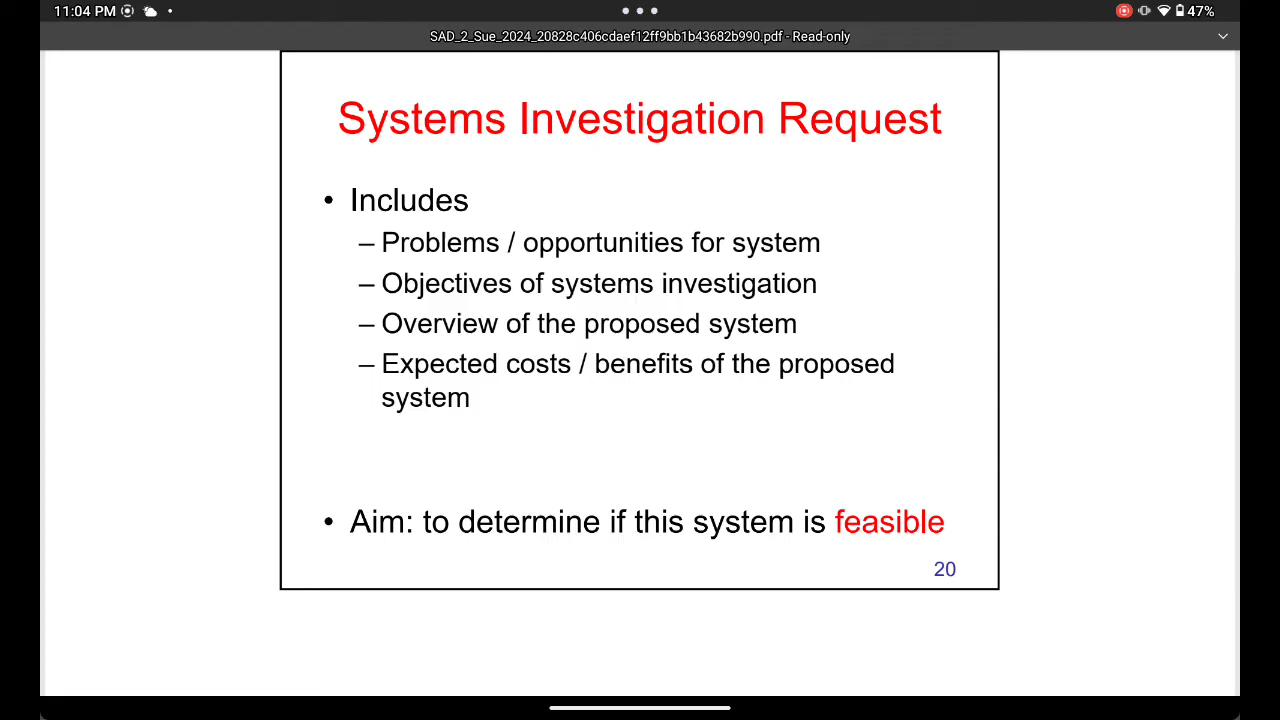 11:04 PM
47%
SAD_2_Sue_2024_20828c406cdaef12ff9bb1b43682b990.pdf - Read-only
Systems Investigation Request
• Includes
– Problems / opportunities for system
– Objectives of systems investigation
– Overview of the proposed system
– Expected costs / benefits of the proposed
system
• Aim: to determine if this system is feasible
20